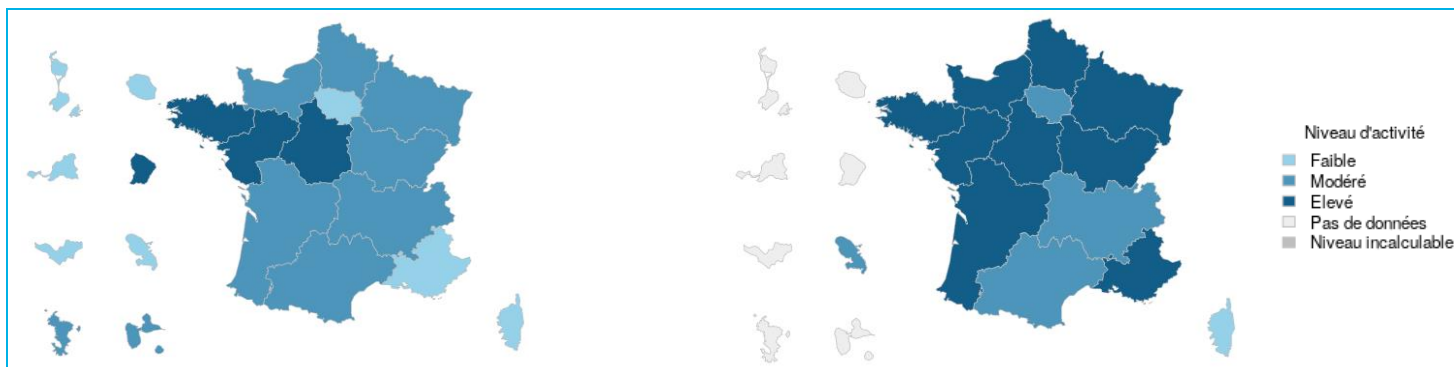 Niveau d'activité
Faible
Modéré
Elevé
Pas de données
Niveau incalculable